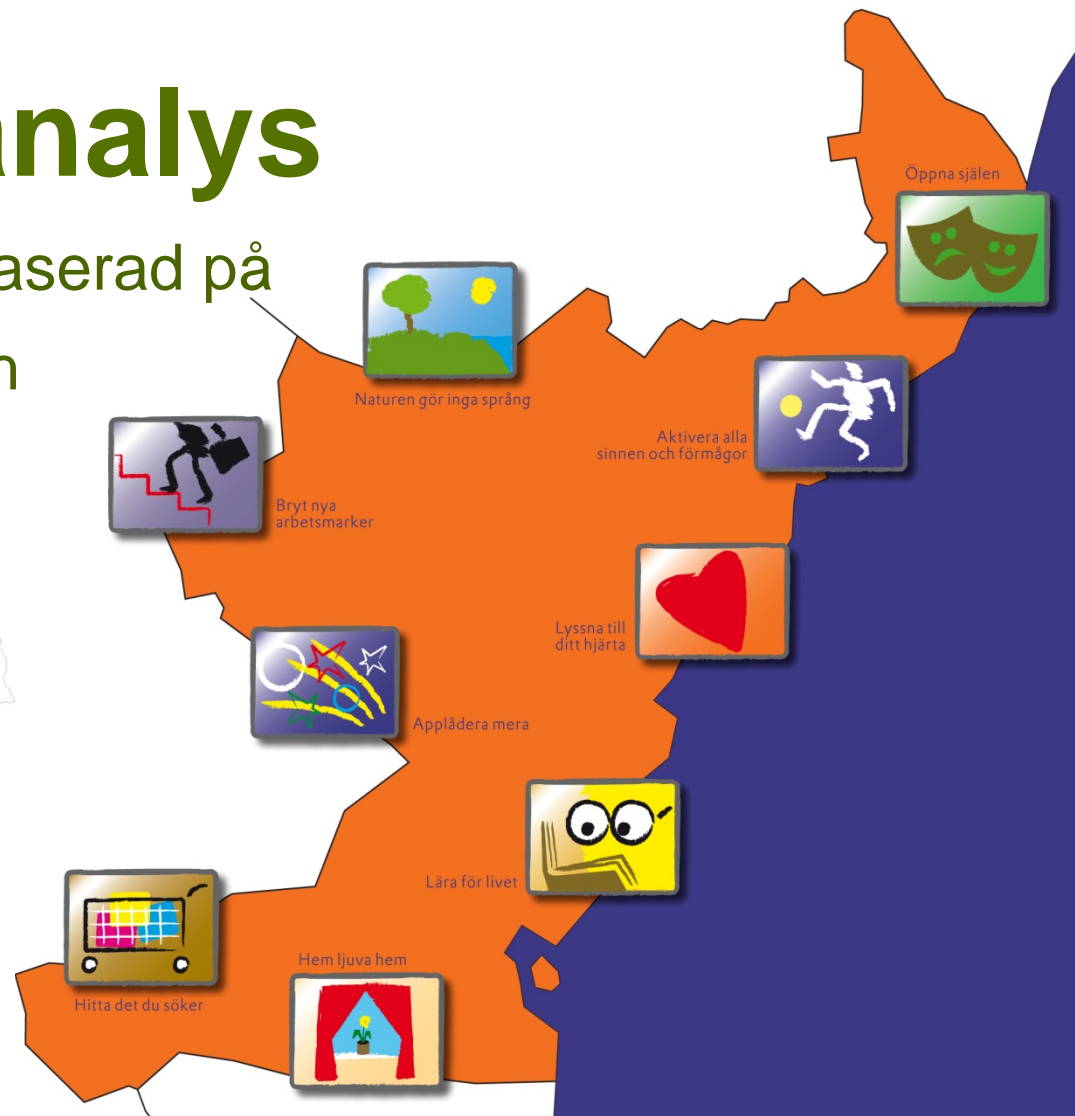 analys
aserad på
n
Öppna själen
Naturen gör inga språng
Aktivera alla
sinnen och förmågor
Bryt nya
arbetsmarker
Lyssna till
ditt hjärta
Applådera mera
Lära för livet
Hem ljuva hem
Hitta det du söker